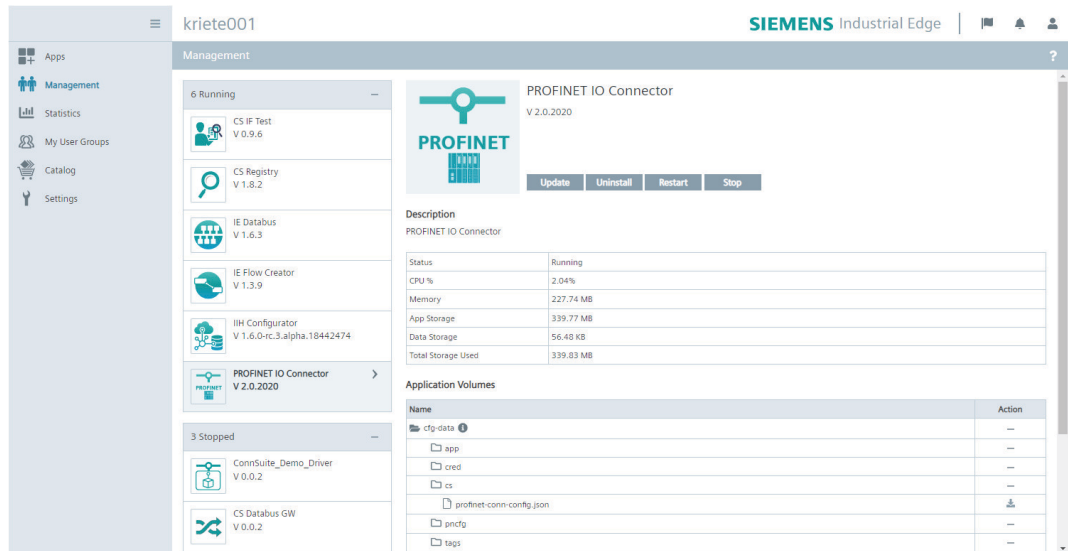 kriete001
SIEMENS Industrial Edge
Apps
Management
Statistics
My User Groups
Catalog
Settings
Management
?
6 Running
CS IF Test
V 0.9.6
CS Registry
V 1.8.2
IE Databus
V 1.6.3
IE Flow Creator
V 1.3.9
IIH Configurator
V 1.6.0-rc.3.alpha.18442474
PROFINET
PROFINET IO Connector
V 2.0.2020
3 Stopped
ConnSuite_Demo_Driver
V 0.0.2
CS Databus GW
V 0.0.2
PROFINET
PROFINET IO Connector
V 2.0.2020
Update Uninstall Restart Stop
Description
PROFINET IO Connector
Status Running
CPU % 2.04%
Memory 227.74 MB
App Storage 339.77 MB
Data Storage 56.48 KB
Total Storage Used 339.83 MB
Application Volumes
Name Action
cfg-data
app
cred
cs
profinet-conn-config.json
pncfg
tags